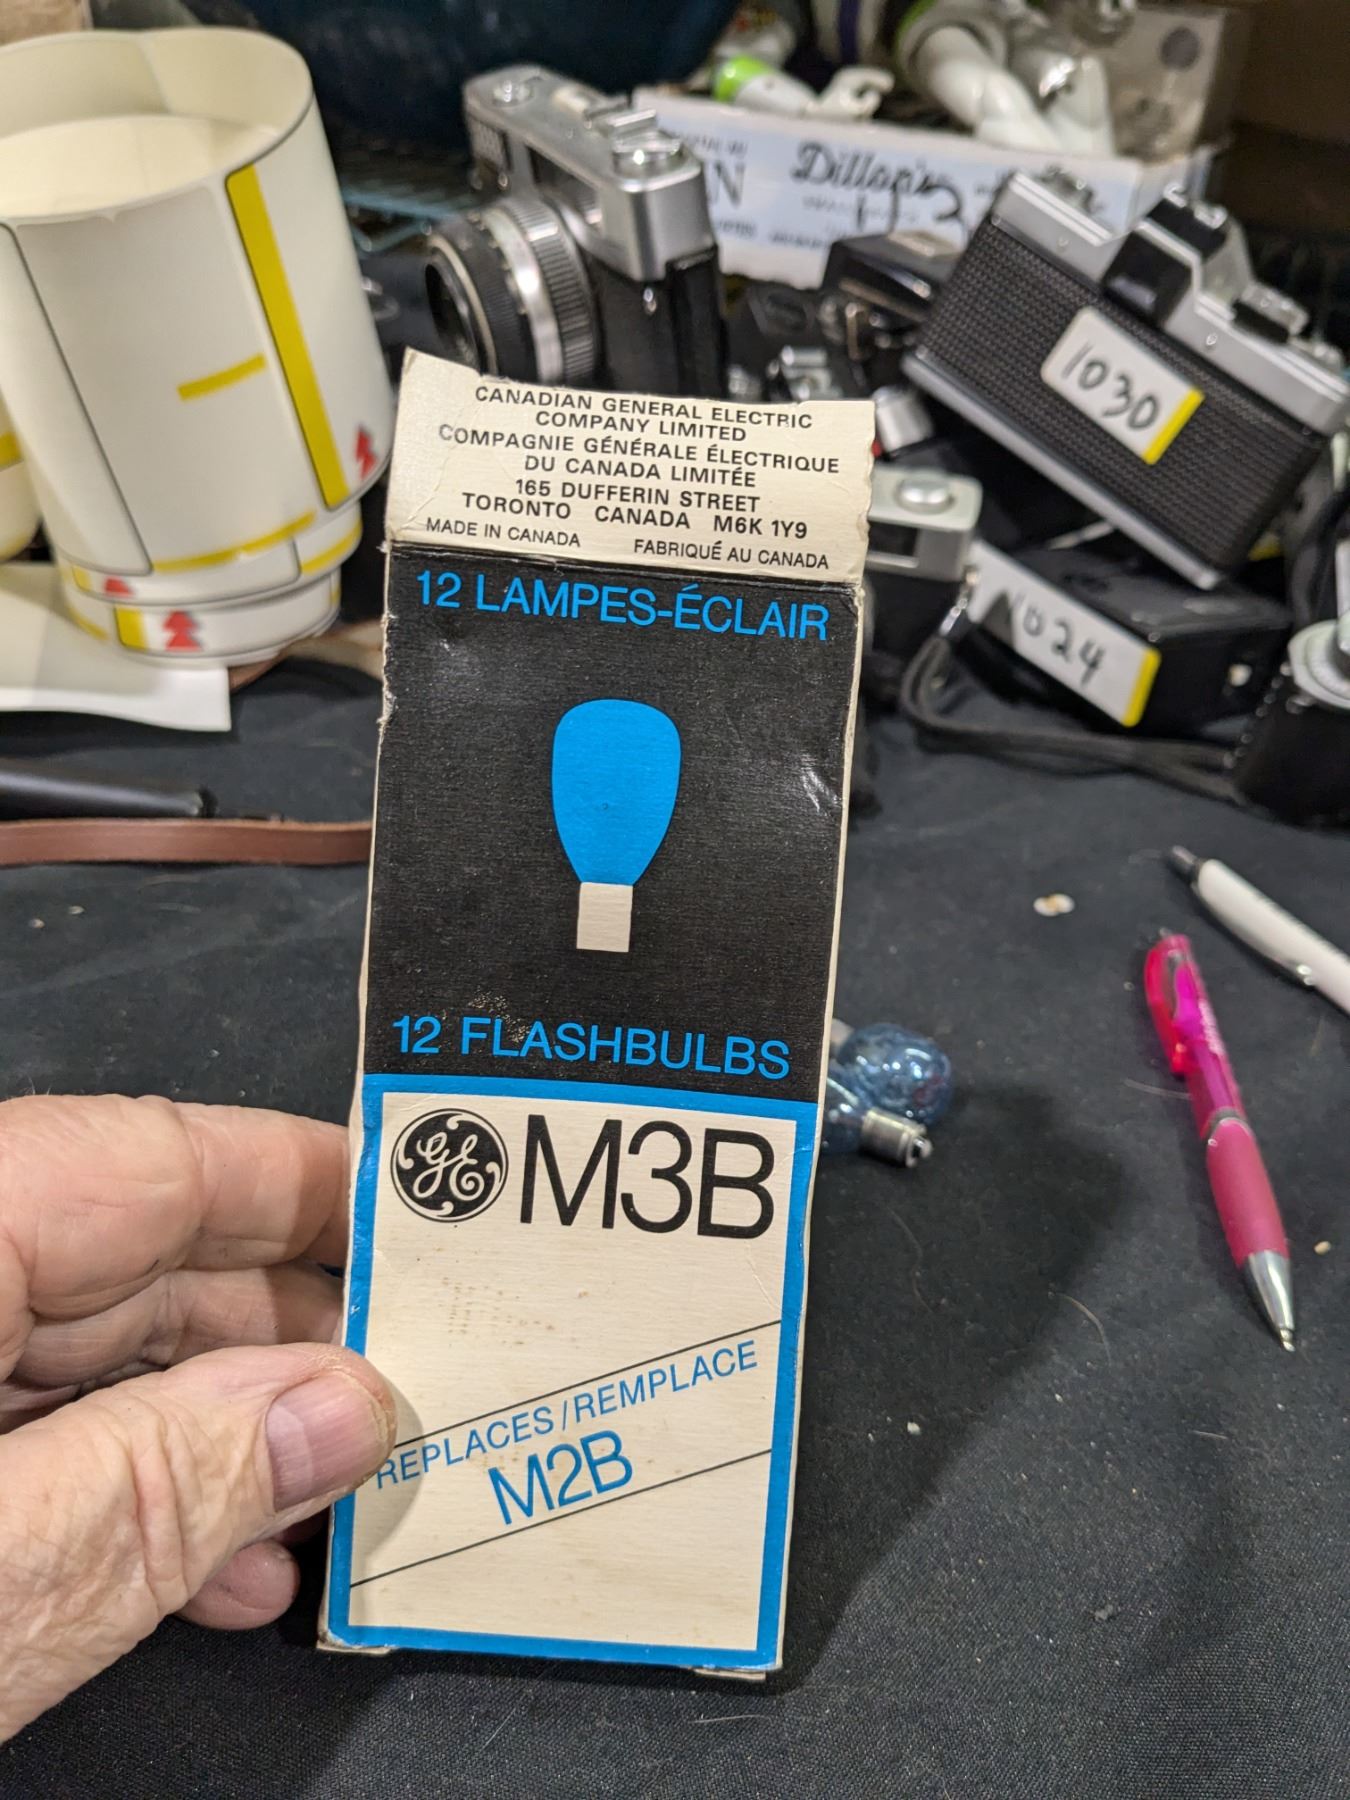 CANADIAN GENERAL ELECTRIC
COMPANY LIMITED
COMPAGNIE GÉNÉRALE ÉLECTRIQUE
DU CANADA LIMITÉE
165 DUFFERIN STREET
TORONTO CANADA M6K 1Y9
MADE IN CANADA FABRIQUÉ AU CANADA
12 LAMPES-ÉCLAIR
12 FLASHBULBS
GE M3B
REPLACES/REMPLACE
M2B
1030
1024